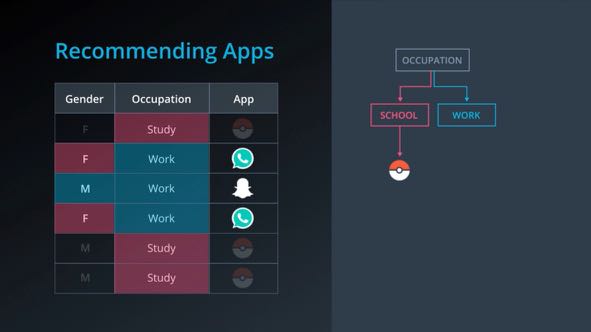 Recommending Apps
Gender Occupation App
F Study
F Work
M Work
F Work
M Study
M Study
OCCUPATION
SCHOOL WORK